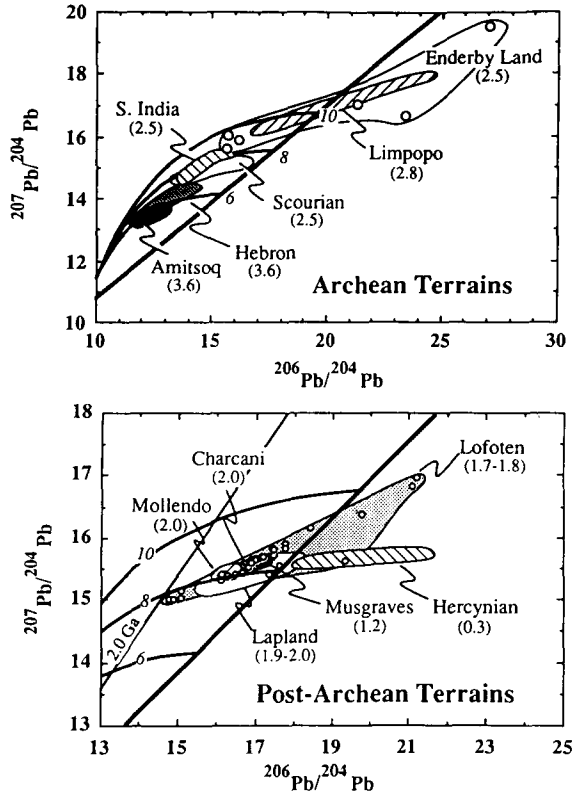 20
18
16
14
12
10
207Pb/204Pb
10
15
20
25
30
206Pb/204Pb
S. India
(2.5)
Enderby Land
(2.5)
10
8
6
Limpopo
(2.8)
Scourian
(2.5)
Hebron
(3.6)
Amitsoq
(3.6)
Archean Terrains
18
17
16
15
14
13
207Pb/204Pb
13
15
17
19
21
23
25
206Pb/204Pb
Charcani
(2.0)
Mollendo
(2.0)
Lofoten
(1.7-1.8)
10
8
6
2.0 Ga
Musgraves
(1.2)
Hercynian
(0.3)
Lapland
(1.9-2.0)
Post-Archean Terrains